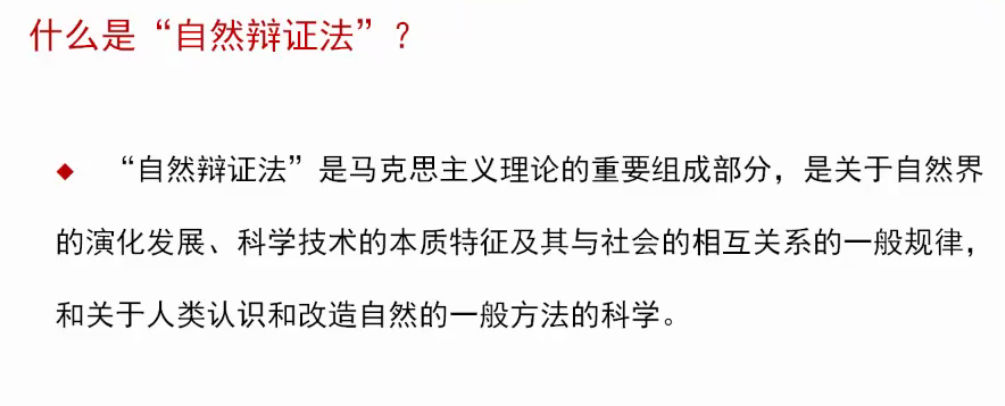 什么是“自然辩证法”？
◆ “自然辩证法”是马克思主义理论的重要组成部分，是关于自然界
的演化发展、科学技术的本质特征及其与社会的相互关系的一般规律，
和关于人类认识和改造自然的一般方法的科学。